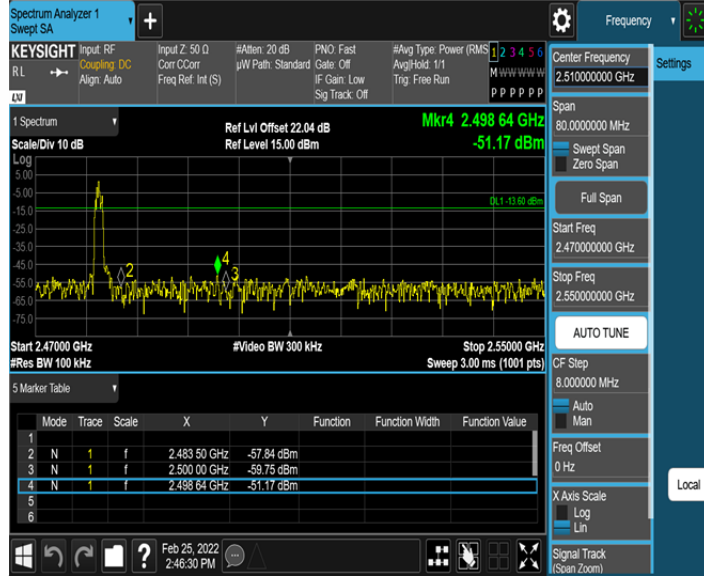 Spectrum Analyzer 1
Swept SA
+
Frequency
KEYSIGHT
RL
LXI
Input: RF
Coupling: DC
Align: Auto
Input Z: 50 Ω
Corr CCorr
Freq Ref: Int (S)
#Atten: 20 dB
µW Path: Standard
PNO: Fast
Gate: Off
IF Gain: Low
Sig Track: Off
#Avg Type: Power (RMS
Avg|Hold: 1/1
Trig: Free Run
1 2 3 4 5 6
M W W W W W
P P P P P P
1 Spectrum
Scale/Div 10 dB
Ref Lvl Offset 22.04 dB
Ref Level 15.00 dBm
Mkr4 2.498 64 GHz
-51.17 dBm
Log
5.00
-5.00
-15.0
-25.0
-35.0
-45.0
-55.0
-65.0
-75.0
DL1 -13.60 dBm
2
4
3
Start 2.47000 GHz
#Res BW 100 kHz
#Video BW 300 kHz
Stop 2.55000 GHz
Sweep 3.00 ms (1001 pts)
5 Marker Table
Mode Trace Scale X Y Function Function Width Function Value
1
2 N 1 f 2.483 50 GHz -57.84 dBm
3 N 1 f 2.500 00 GHz -59.75 dBm
4 N 1 f 2.498 64 GHz -51.17 dBm
5
6
?
Feb 25, 2022
2:46:30 PM
Center Frequency
2.510000000 GHz
Span
80.0000000 MHz
Swept Span
Zero Span
Full Span
Start Freq
2.470000000 GHz
Stop Freq
2.550000000 GHz
AUTO TUNE
CF Step
8.000000 MHz
Auto
Man
Freq Offset
0 Hz
X Axis Scale
Log
Lin
Signal Track
(Span Zoom)
Settings
Local